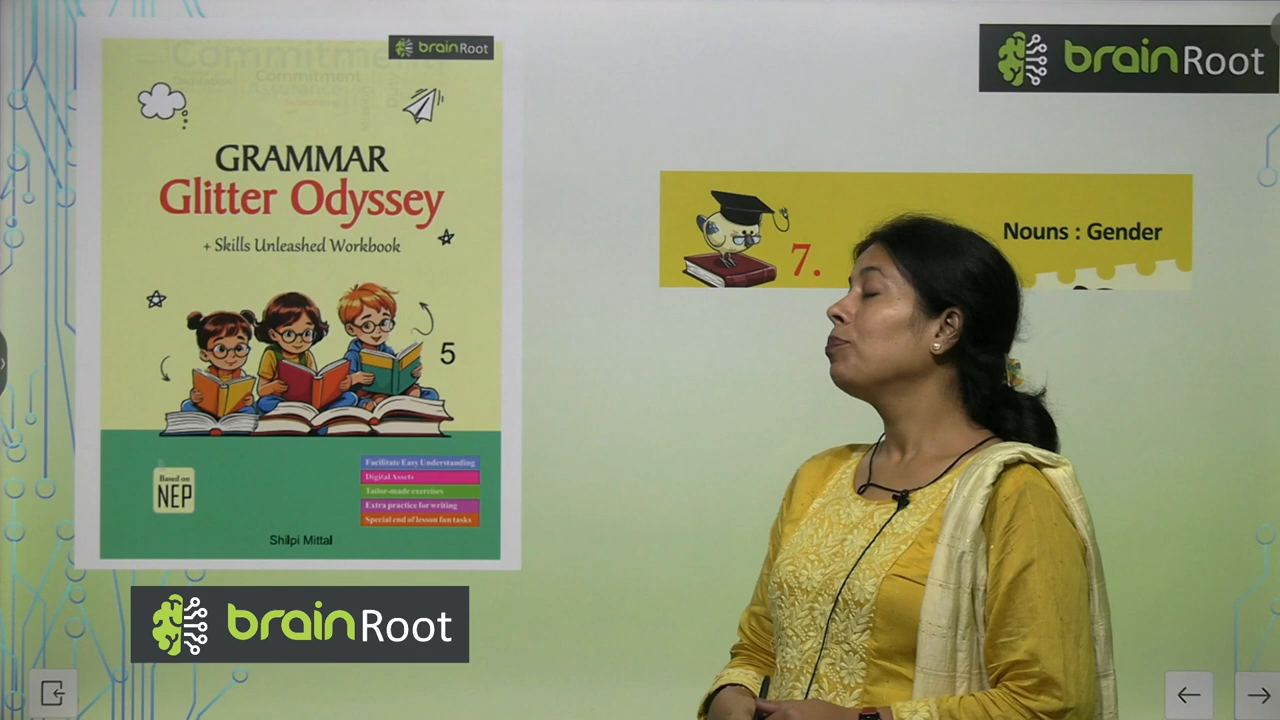 brainRoot
Commitment
Commitment
Assurance
GRAMMAR
Glitter Odyssey
+ Skills Unleashed Workbook
5
Facilitate Easy Understanding
Digital Assets
Tailor-made exercises
Extra practice for writing
Special end of lesson fun tasks
Based on
NEP
Shilpi Mittal
brainRoot
brainRoot
7.
Nouns : Gender